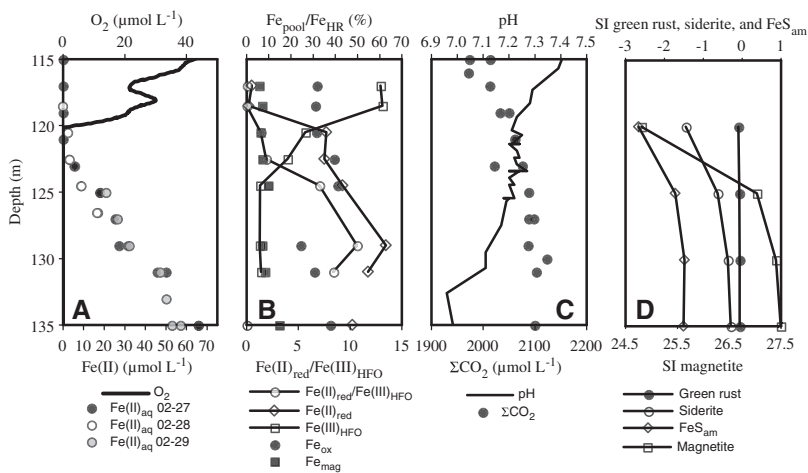 O₂ (μmol L⁻¹)
0 20 40
115
120
125
130
135
Depth (m)
A
0 10 20 30 40 50 60 70
Fe(II) (μmol L⁻¹)
O₂
Fe(II)aq 02-27
Fe(II)aq 02-28
Fe(II)aq 02-29
Fepool/FeHR (%)
0 10 20 30 40 50 60 70
B
0 5 10 15
Fe(II)red/Fe(III)HFO
Fe(II)red/Fe(III)HFO
Fe(II)red
Fe(III)HFO
Feox
Femag
pH
6.9 7.0 7.1 7.2 7.3 7.4 7.5
C
1900 2000 2100 2200
ΣCO₂ (μmol L⁻¹)
pH
ΣCO₂
SI green rust, siderite, and FeSam
-3 -2 -1 0 1
D
24.5 25.5 26.5 27.5
SI magnetite
Green rust
Siderite
FeSam
Magnetite